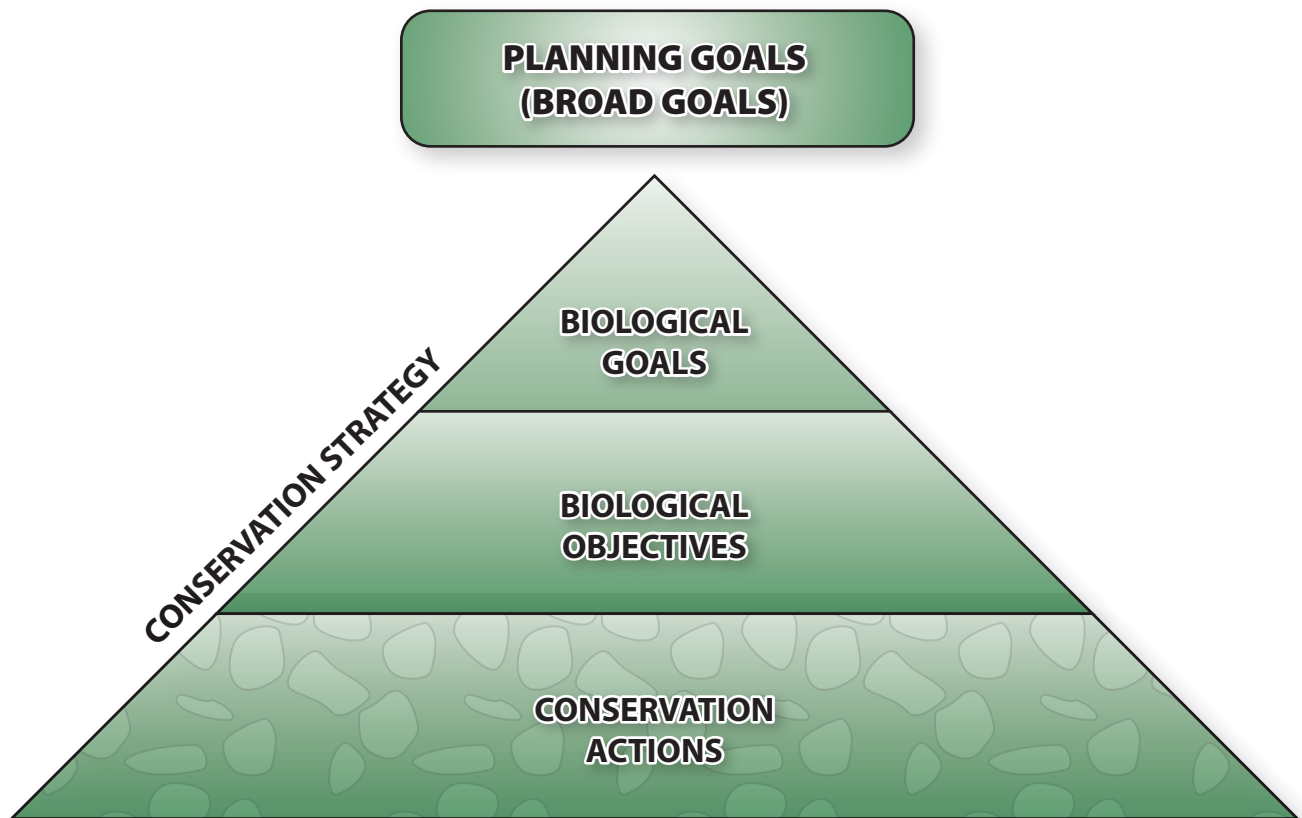 PLANNING GOALS
(BROAD GOALS)
BIOLOGICAL
GOALS
CONSERVATION STRATEGY
BIOLOGICAL
OBJECTIVES
CONSERVATION
ACTIONS